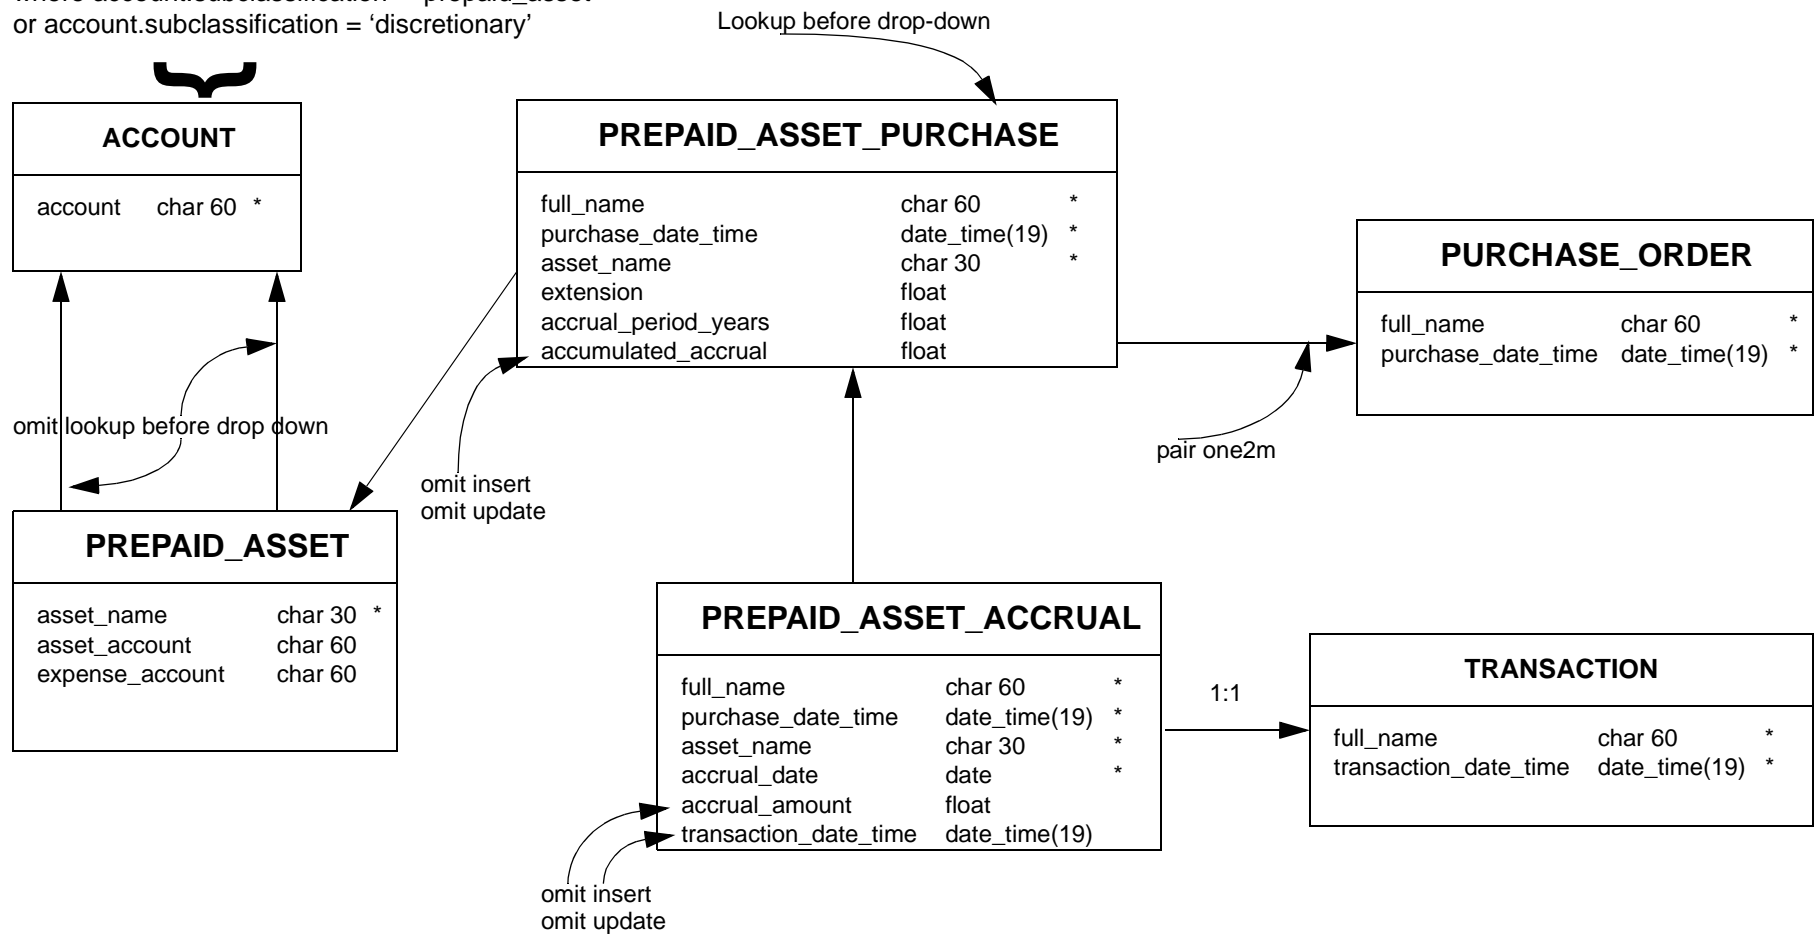 or account.subclassification = ‘discretionary’
Lookup before drop-down
ACCOUNT
account char 60 *
PREPAID_ASSET_PURCHASE
full_name char 60 *
purchase_date_time date_time(19) *
asset_name char 30 *
extension float
accrual_period_years float
accumulated_accrual float
PURCHASE_ORDER
full_name char 60 *
purchase_date_time date_time(19) *
omit lookup before drop down
pair one2m
omit insert
omit update
PREPAID_ASSET
asset_name char 30 *
asset_account char 60
expense_account char 60
PREPAID_ASSET_ACCRUAL
full_name char 60 *
purchase_date_time date_time(19) *
asset_name char 30 *
accrual_date date *
accrual_amount float
transaction_date_time date_time(19)
1:1
TRANSACTION
full_name char 60 *
transaction_date_time date_time(19) *
omit insert
omit update